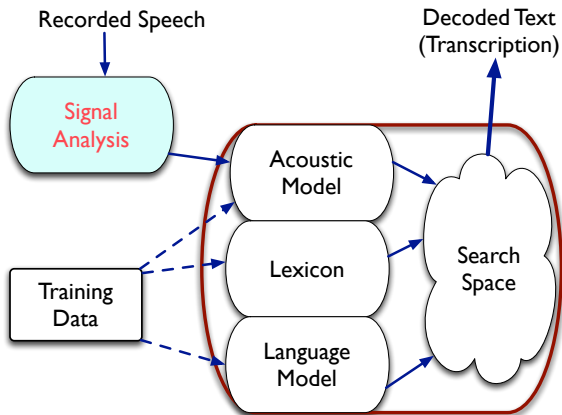 Recorded Speech
Decoded Text
(Transcription)
Signal
Analysis
Acoustic
Model
Lexicon
Search
Space
Training
Data
Language
Model